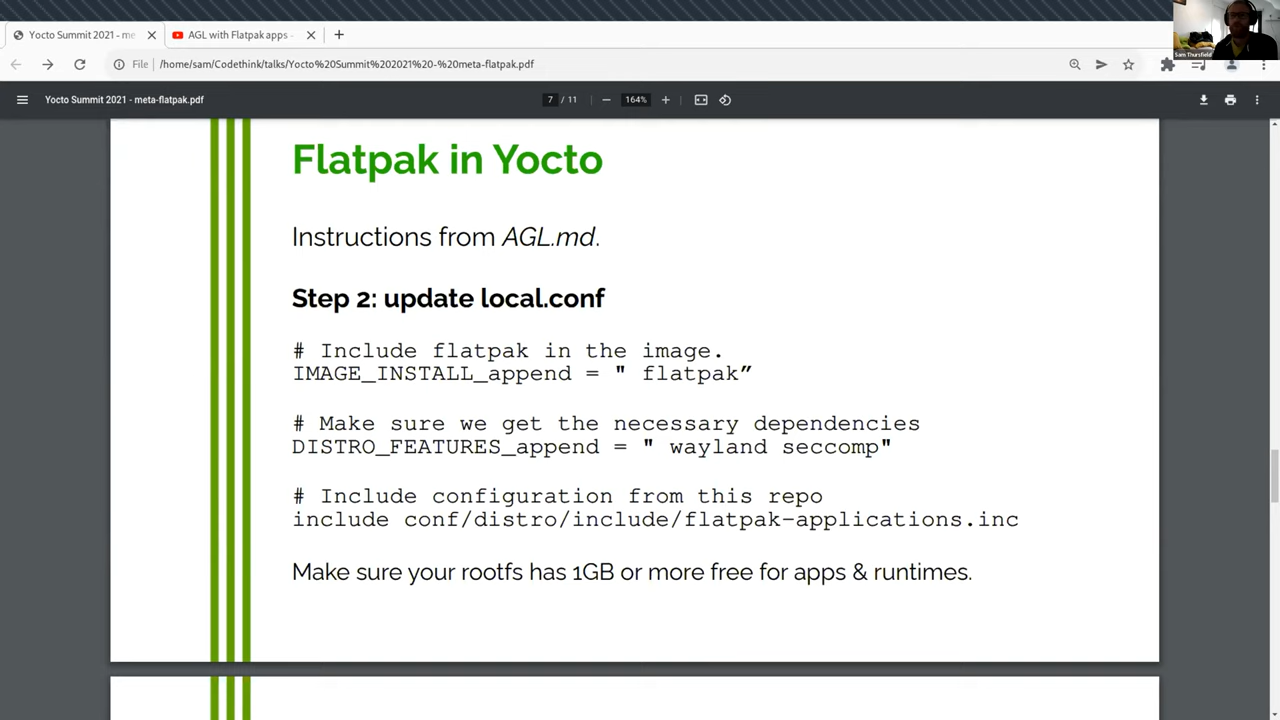 Yocto Summit 2021 - me
AGL with Flatpak apps -
File
/home/sam/Codethink/talks/Yocto%20Summit%202021%20-%20meta-flatpak.pdf
Sam Thursfield
Yocto Summit 2021 - meta-flatpak.pdf
7 / 11
164%
Flatpak in Yocto
Instructions from AGL.md.
Step 2: update local.conf
# Include flatpak in the image.
IMAGE_INSTALL_append = " flatpak”
# Make sure we get the necessary dependencies
DISTRO_FEATURES_append = " wayland seccomp"
# Include configuration from this repo
include conf/distro/include/flatpak-applications.inc
Make sure your rootfs has 1GB or more free for apps & runtimes.